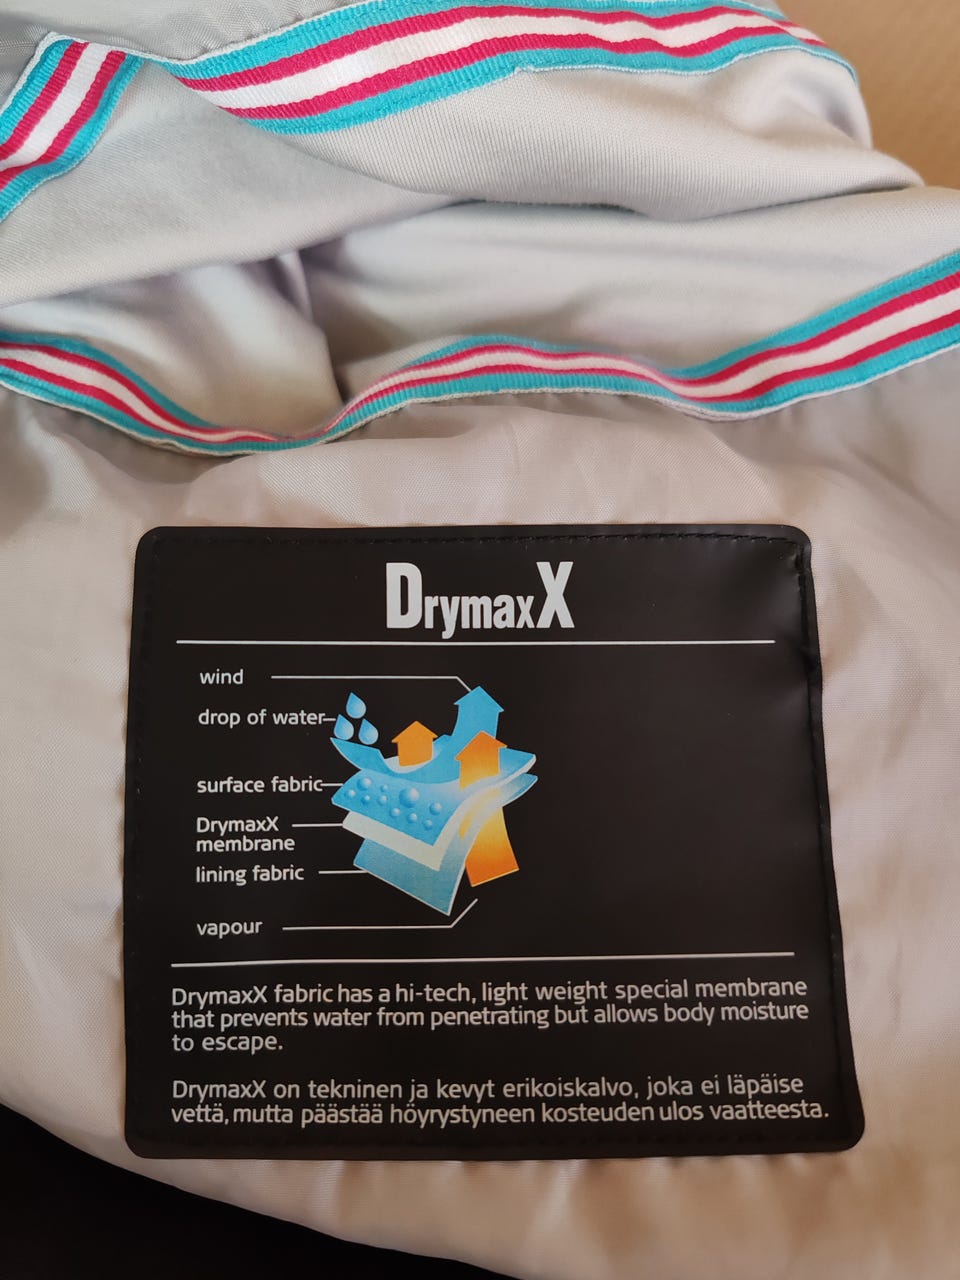 DrymaxX
wind
drop of water
surface fabric
DrymaxX
membrane
lining fabric
vapour
DrymaxX fabric has a hi-tech, light weight special membrane
that prevents water from penetrating but allows body moisture
to escape.
DrymaxX on tekninen ja kevyt erikoiskalvo, joka ei läpäise
vettä, mutta päästää höyrystyneen kosteuden ulos vaatteesta.